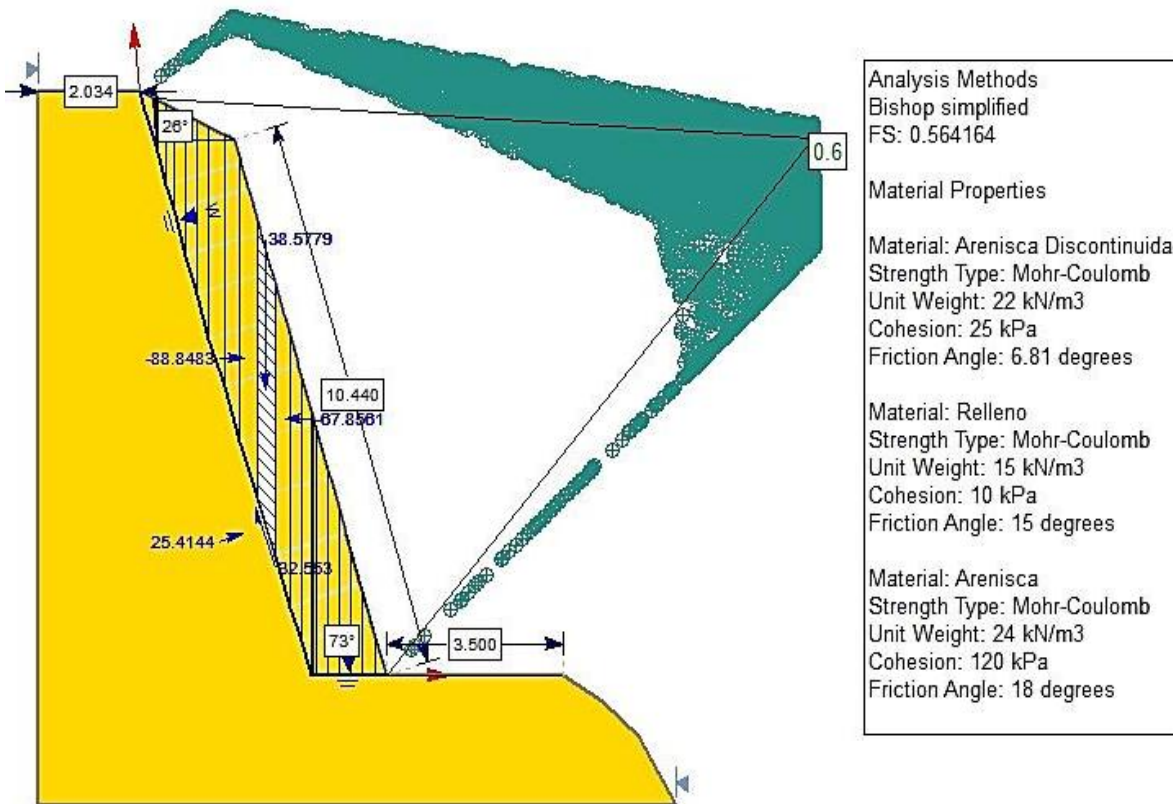 2.034
26°
0.6
38.5779
-88.8483
10.440
67.8561
25.4144
32.553
73°
3.500
Analysis Methods
Bishop simplified
FS: 0.564164
Material Properties
Material: Arenisca Discontinuida
Strength Type: Mohr-Coulomb
Unit Weight: 22 kN/m3
Cohesion: 25 kPa
Friction Angle: 6.81 degrees
Material: Relleno
Strength Type: Mohr-Coulomb
Unit Weight: 15 kN/m3
Cohesion: 10 kPa
Friction Angle: 15 degrees
Material: Arenisca
Strength Type: Mohr-Coulomb
Unit Weight: 24 kN/m3
Cohesion: 120 kPa
Friction Angle: 18 degrees